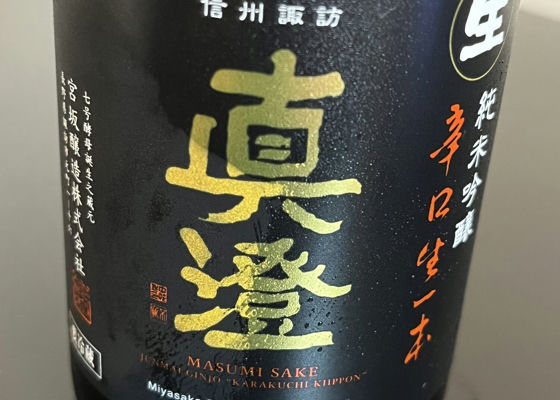 信州諏訪
生
純米吟醸
辛口生一本
真澄
七号酵母誕生之蔵元
宮坂醸造株式会社
MASUMI SAKE
JUNMAI GINJO "KARAKUCHI KIIPPON"
Miyasaka